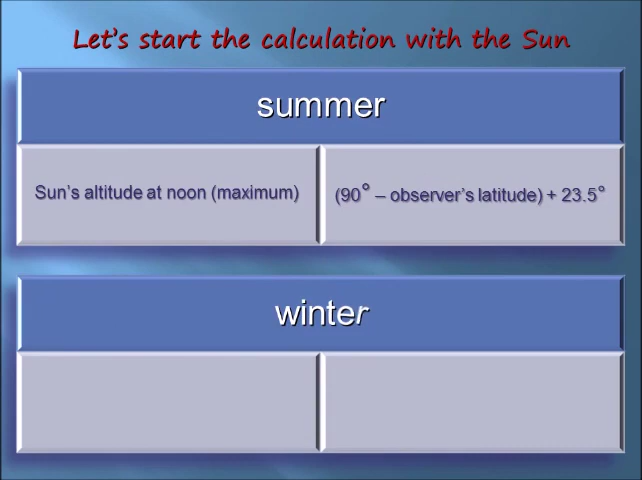 Let's start the calculation with the Sun
summer
Sun's altitude at noon (maximum)
(90° – observer's latitude) + 23.5°
winter